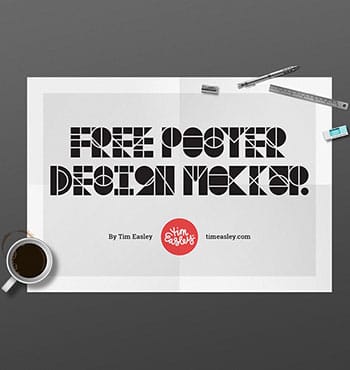 FREE POSTER
DESIGN MOCKUP.
By Tim Easley
Tim
Easley
timeasley.com